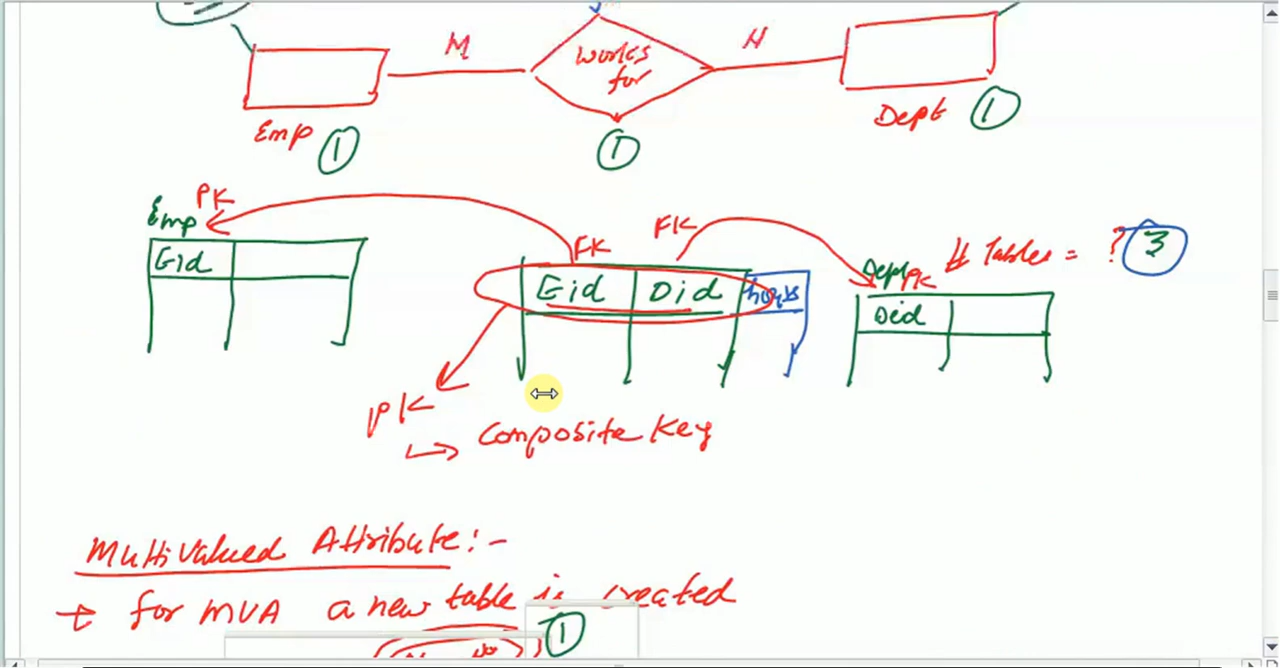 M works for N
Emp 1 1 Dept 1
Emp PK FK FK # Tables = ? 3
Dept PK
Eid Eid Did hours Did
PK
Composite Key
Multivalued Attribute:-
for MVA a new table is created
1